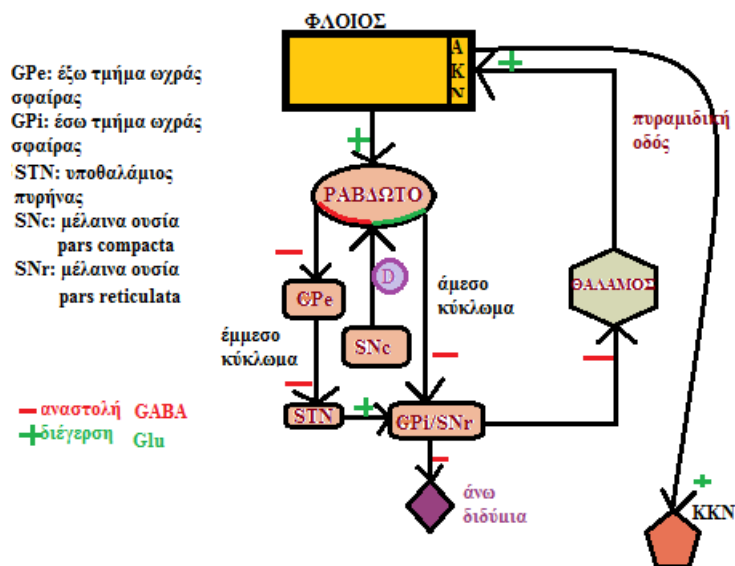 ΦΛΟΙΟΣ
Α
Κ
Ν
GPe: έξω τμήμα ωχράς
σφαίρας
GPi: έσω τμήμα ωχράς
σφαίρας
STN: υποθαλάμιος
πυρήνας
SNc: μέλαινα ουσία
pars compacta
SNr: μέλαινα ουσία
pars reticulata
πυραμιδική
οδός
ΡΑΒΔΩΤΟ
D
GPe
άμεσο
κύκλωμα
ΘΑΛΑΜΟΣ
έμμεσο
κύκλωμα
SNc
STN
GPi/SNr
αναστολή GABA
διέγερση Glu
άνω
διδύμια
ΚΚΝ